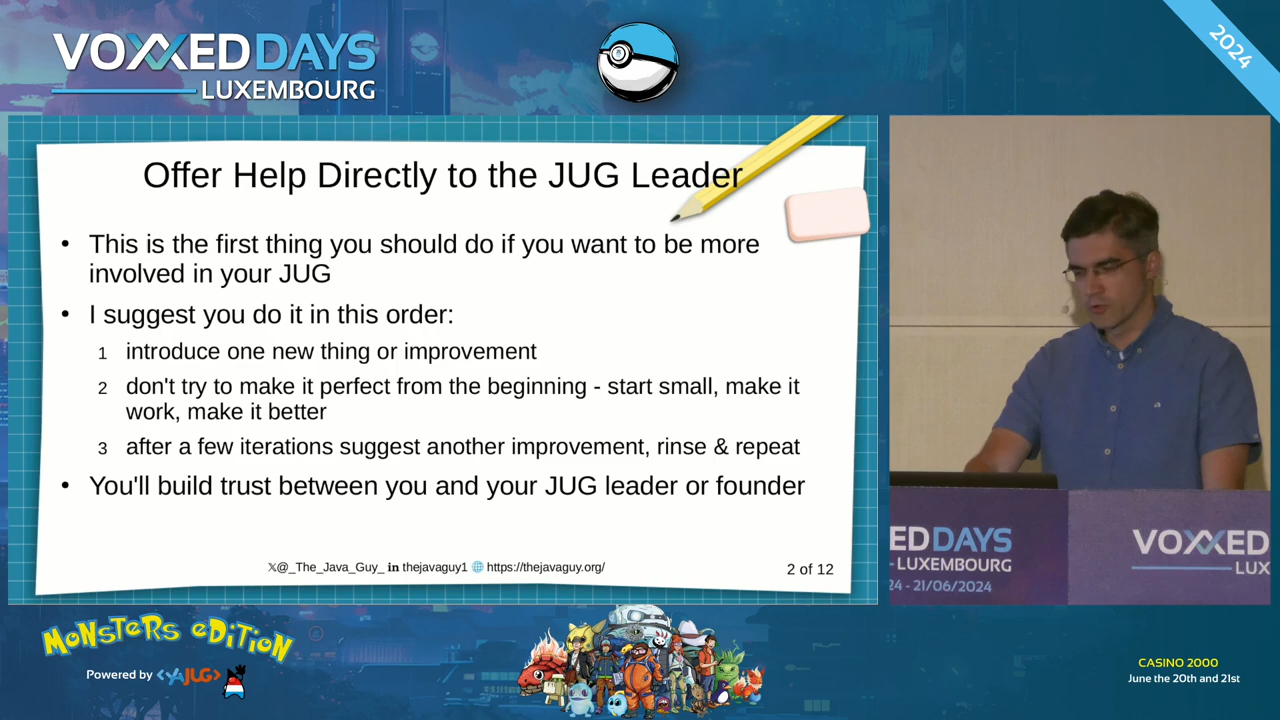 VOXXED DAYS
LUXEMBOURG
2024
Offer Help Directly to the JUG Leader
• This is the first thing you should do if you want to be more
involved in your JUG
• I suggest you do it in this order:
1 introduce one new thing or improvement
2 don't try to make it perfect from the beginning - start small, make it
work, make it better
3 after a few iterations suggest another improvement, rinse & repeat
• You'll build trust between you and your JUG leader or founder
𝕏@_The_Java_Guy_ in thejavaguy1 🌐 https://thejavaguy.org/
2 of 12
ED DAYS
LUXEMBOURG
24 - 21/06/2024
VOXXED
LUX
MONSTERS EDITION
Powered by <YAJUG>
CASINO 2000
June the 20th and 21st